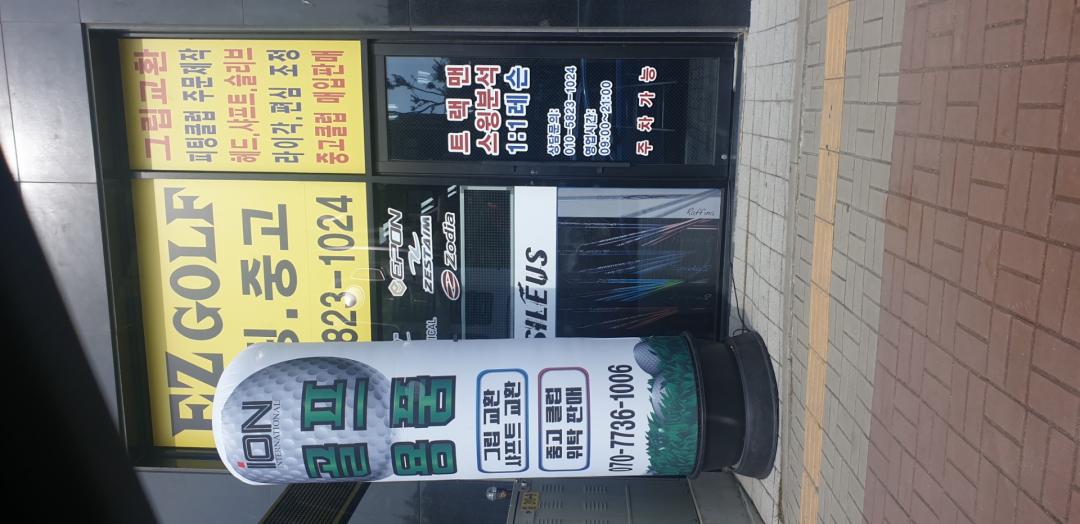 EZ GOLF
팅.중고
823-1024
그립교환
피팅클럽 주문제작
헤드,샤프트,슬리브
라이각,편심 조정
중고클럽 매입판매
EPON
ZESTAIM
Zodia
SILEUS
Raffine
트랙맨
스윙분석
1:1레슨
상담문의:
010-5823-1024
영업시간:
09:00~21:00
주차가능
ION
INTERNATIONAL
골프
용품
그립 교환
샤프트 교환
중고 클럽
위탁 판매
070-7736-1006